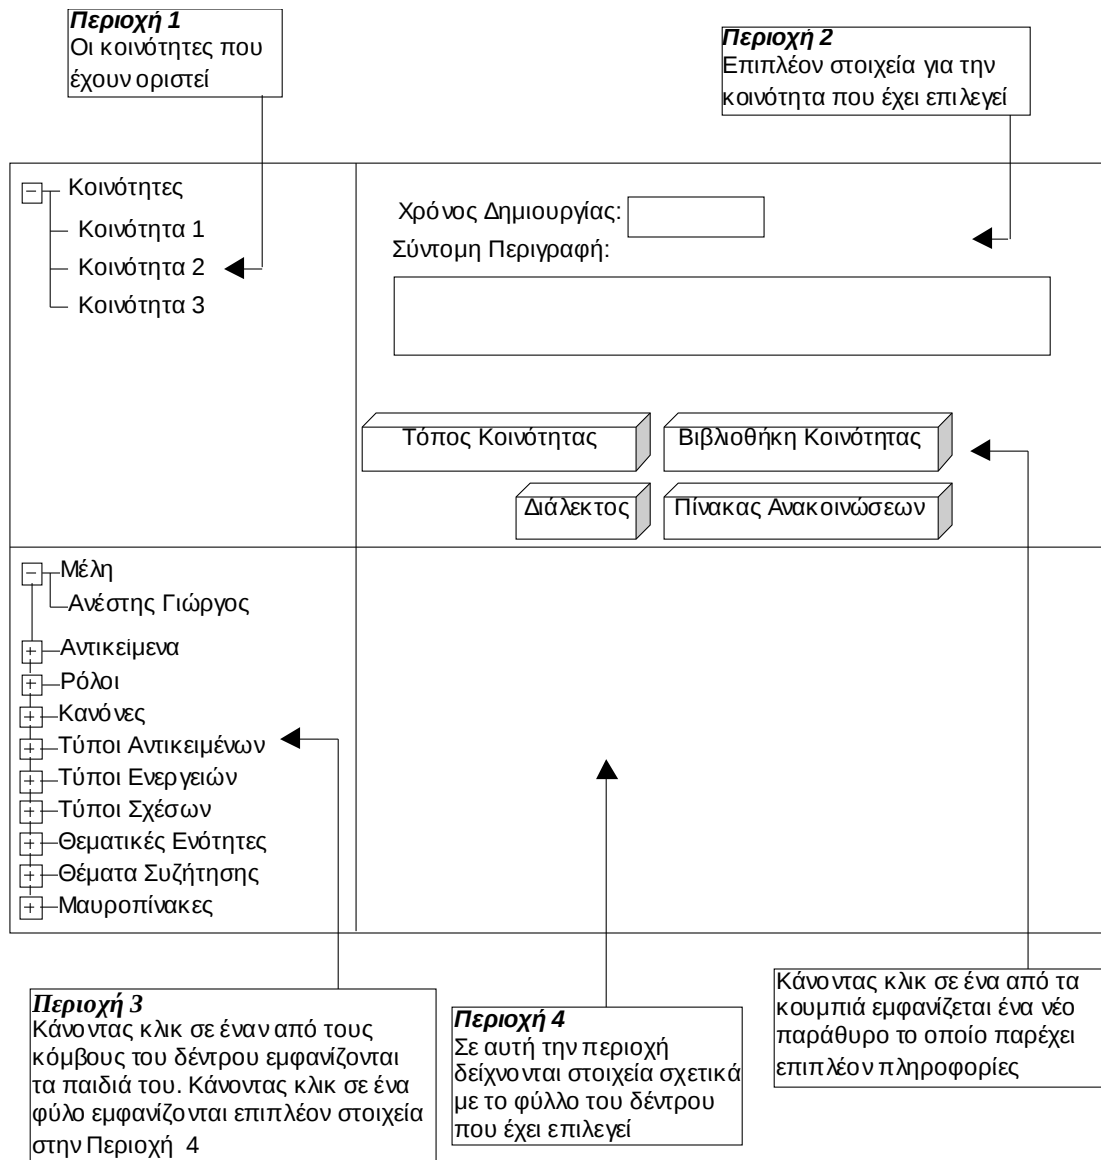 Περιοχή 1
Οι κοινότητες που
έχουν οριστεί
Περιοχή 2
Επιπλέον στοιχεία για την
κοινότητα που έχει επιλεγεί
Κοινότητες
Κοινότητα 1
Κοινότητα 2
Κοινότητα 3
Χρόνος Δημιουργίας:
Σύντομη Περιγραφή:
Τόπος Κοινότητας
Βιβλιοθήκη Κοινότητας
Διάλεκτος
Πίνακας Ανακοινώσεων
Μέλη
Ανέστης Γιώργος
Αντικείμενα
Ρόλοι
Κανόνες
Τύποι Αντικειμένων
Τύποι Ενεργειών
Τύποι Σχέσων
Θεματικές Ενότητες
Θέματα Συζήτησης
Μαυροπίνακες
Περιοχή 3
Κάνοντας κλικ σε έναν από τους
κόμβους του δέντρου εμφανίζονται
τα παιδιά του. Κάνοντας κλικ σε ένα
φύλο εμφανίζονται επιπλέον στοιχεία
στην Περιοχή 4
Περιοχή 4
Σε αυτή την περιοχή
δείχνονται στοιχεία σχετικά
με το φύλλο του δέντρου
που έχει επιλεγεί
Κάνοντας κλικ σε ένα από τα
κουμπιά εμφανίζεται ένα νέο
παράθυρο το οποίο παρέχει
επιπλέον πληροφορίες